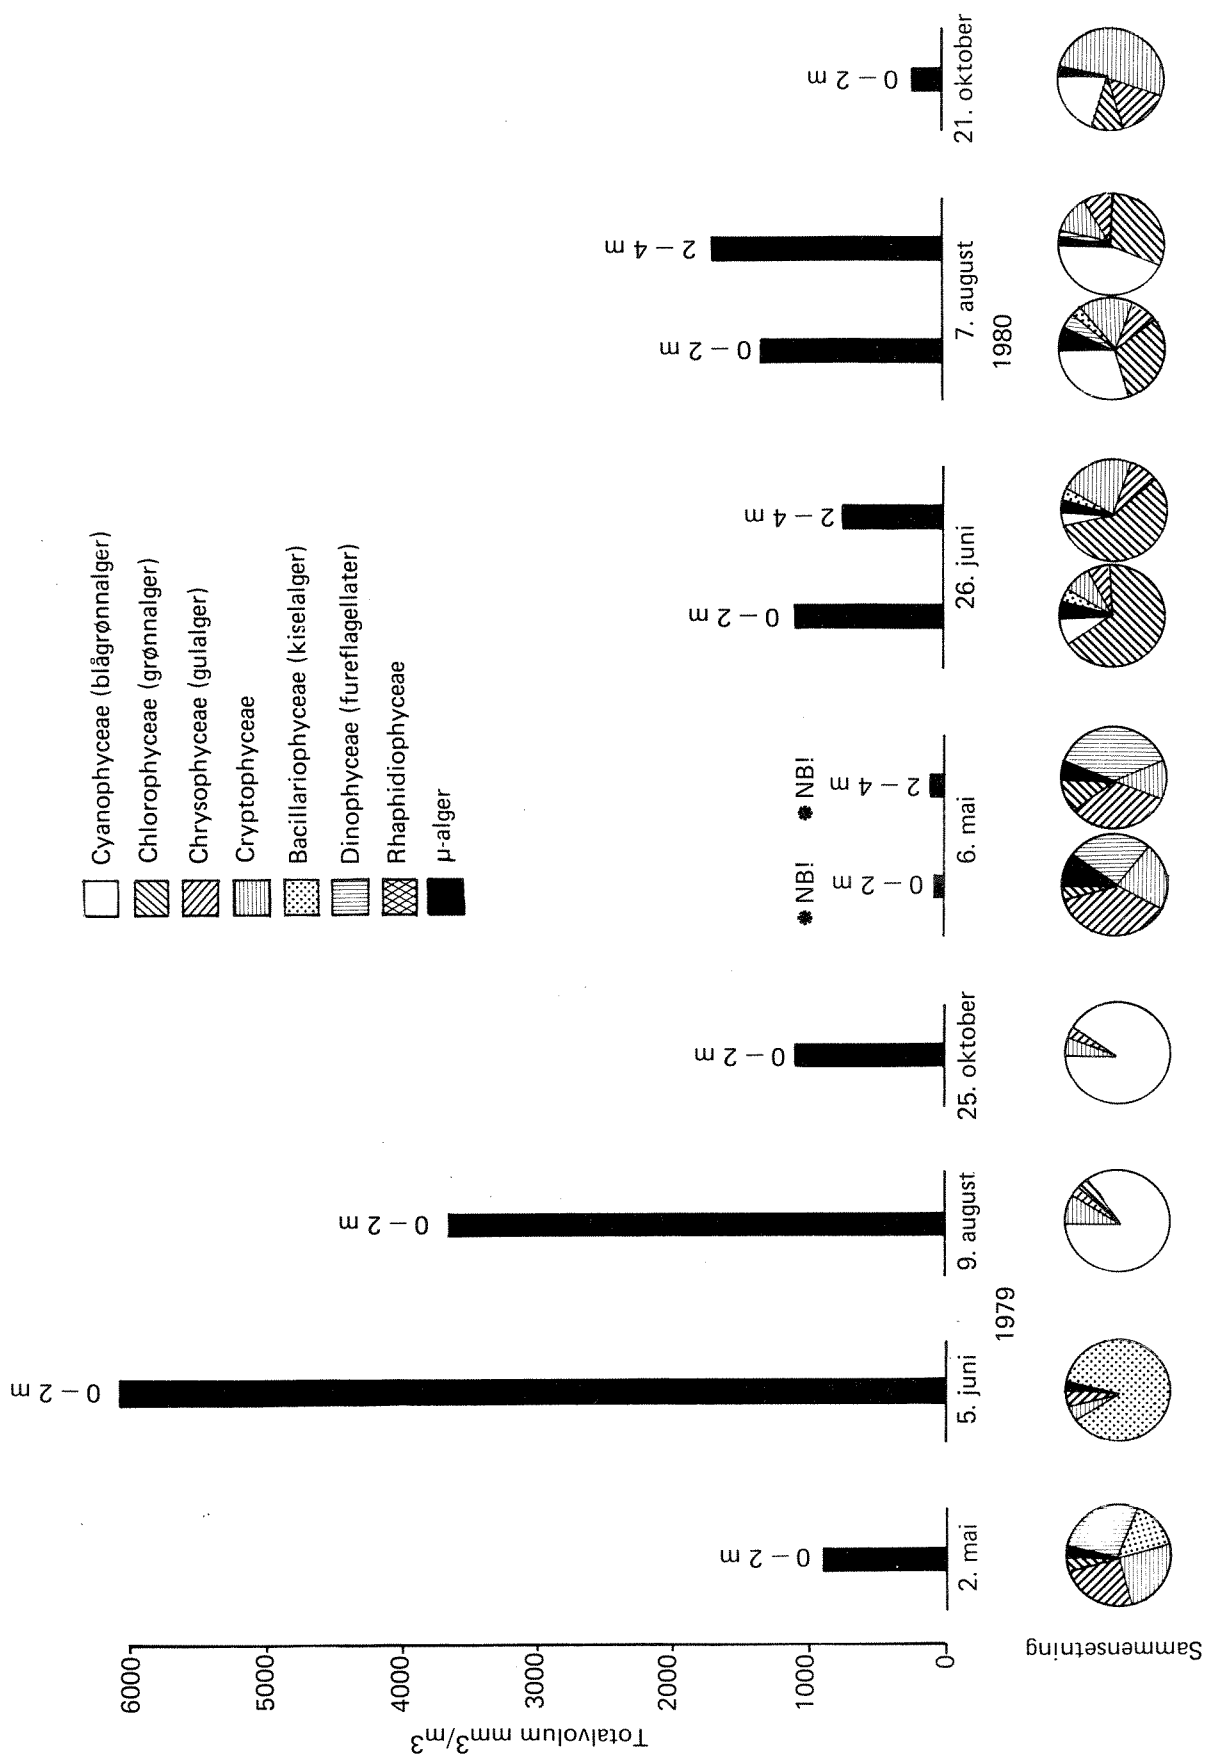 Totalvolum mm³/m³
6000
5000
4000
3000
2000
1000
0
Cyanophyceae (blågrønnalger)
Chlorophyceae (grønnalger)
Chrysophyceae (gulalger)
Cryptophyceae
Bacillariophyceae (kiselalger)
Dinophyceae (fureflagellater)
Rhaphidiophyceae
µ-alger
0 – 2 m
0 – 2 m
0 – 2 m
0 – 2 m
✱ NB!
0 – 2 m
✱ NB!
2 – 4 m
0 – 2 m
2 – 4 m
0 – 2 m
2 – 4 m
0 – 2 m
2. mai
5. juni
9. august
25. oktober
6. mai
26. juni
7. august
21. oktober
1979
1980
Sammensetning